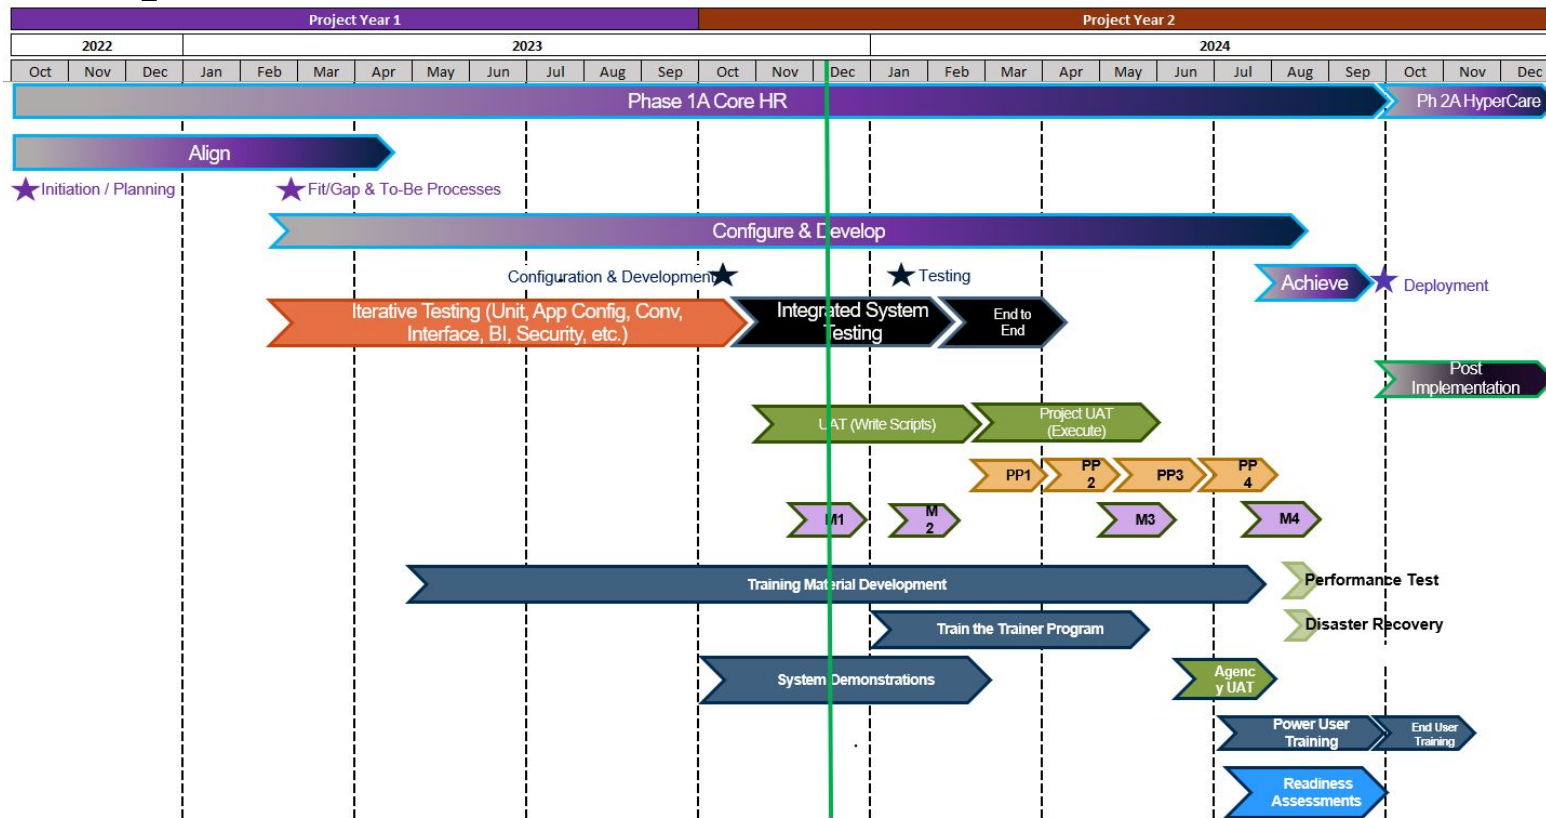 Project Year 1
Project Year 2
2022
2023
2024
Oct
Nov
Dec
Jan
Feb
Mar
Apr
May
Jun
Jul
Aug
Sep
Oct
Nov
Dec
Jan
Feb
Mar
Apr
May
Jun
Jul
Aug
Sep
Oct
Nov
Dec
Phase 1A Core HR
Ph 2A HyperCare
Align
Initiation / Planning
Fit/Gap & To-Be Processes
Configure & Develop
Configuration & Development
Testing
Achieve
Deployment
Iterative Testing (Unit, App Config, Conv,
Interface, BI, Security, etc.)
Integrated System
Testing
End to
End
Post
Implementation
UAT (Write Scripts)
Project UAT
(Execute)
PP1
PP
2
PP3
PP
4
M1
M
2
M3
M4
Training Material Development
Performance Test
Train the Trainer Program
Disaster Recovery
System Demonstrations
Agenc
y UAT
Power User
Training
End User
Training
Readiness
Assessments